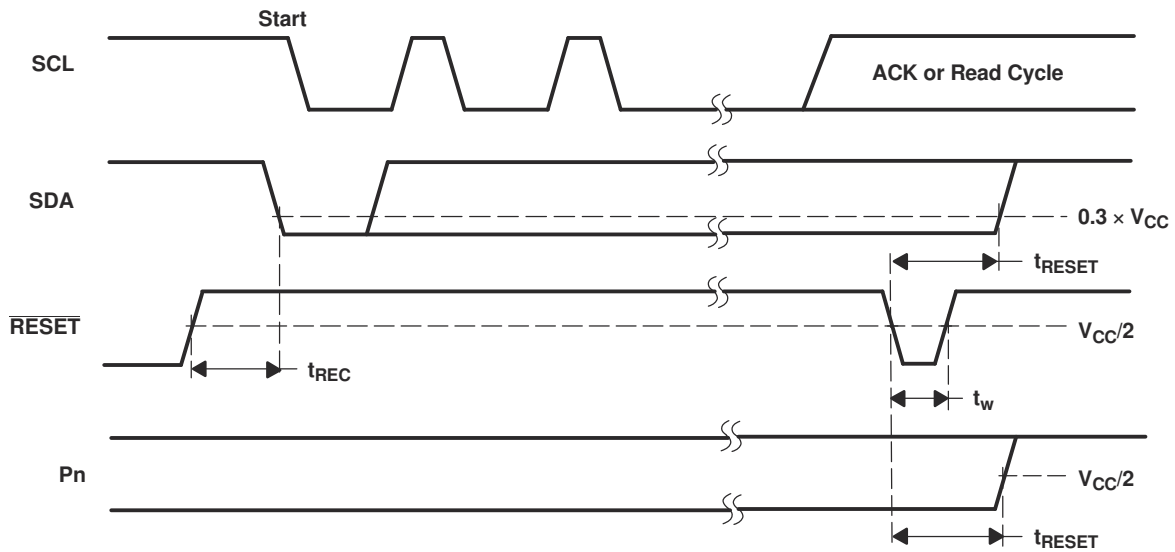 Start
SCL
ACK or Read Cycle
SDA
0.3 × VCC
tRESET
RESET
VCC/2
tREC
tw
Pn
VCC/2
tRESET